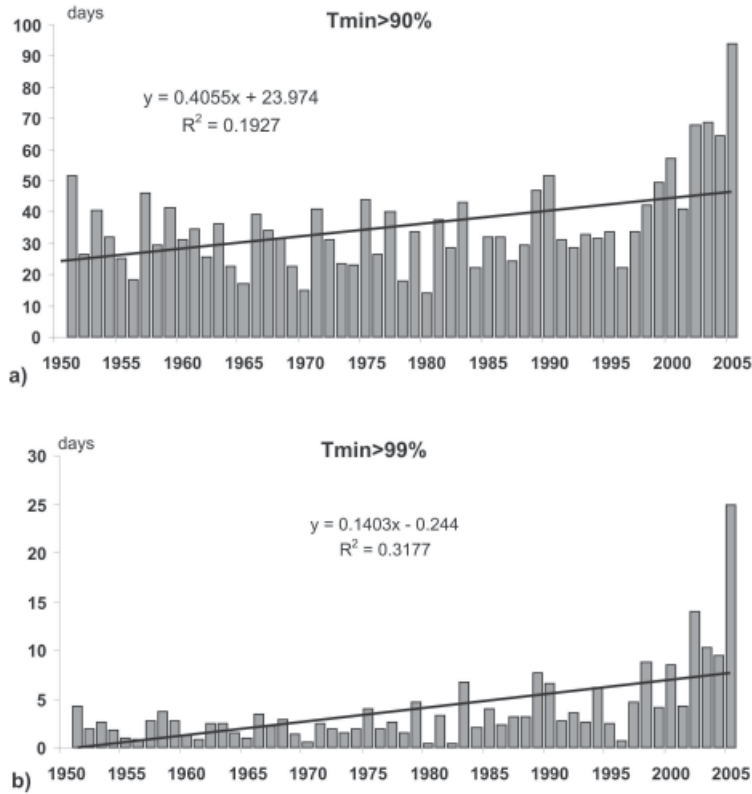 days
Tmin>90%
100
90
80
70
60
50
40
30
20
10
0
y = 0.4055x + 23.974
R² = 0.1927
1950 1955 1960 1965 1970 1975 1980 1985 1990 1995 2000 2005
a)
days
Tmin>99%
30
25
20
15
10
5
0
y = 0.1403x - 0.244
R² = 0.3177
1950 1955 1960 1965 1970 1975 1980 1985 1990 1995 2000 2005
b)